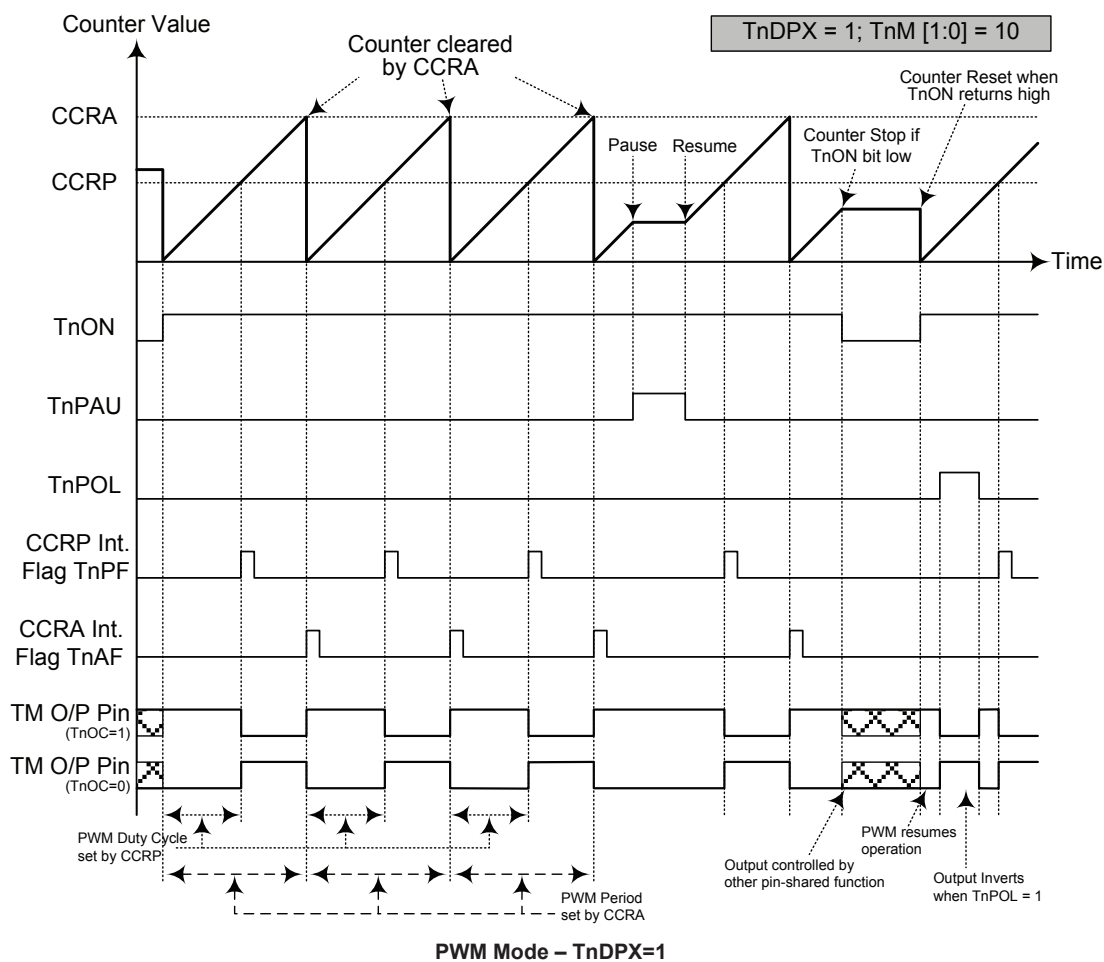 Counter Value
TnDPX = 1; TnM [1:0] = 10
Counter cleared
by CCRA
Counter Reset when
TnON returns high
CCRA
Pause
Resume
Counter Stop if
TnON bit low
CCRP
Time
TnON
TnPAU
TnPOL
CCRP Int.
Flag TnPF
CCRA Int.
Flag TnAF
TM O/P Pin
(TnOC=1)
TM O/P Pin
(TnOC=0)
PWM Duty Cycle
set by CCRP
PWM resumes
operation
Output controlled by
other pin-shared function
Output Inverts
when TnPOL = 1
PWM Period
set by CCRA
PWM Mode – TnDPX=1